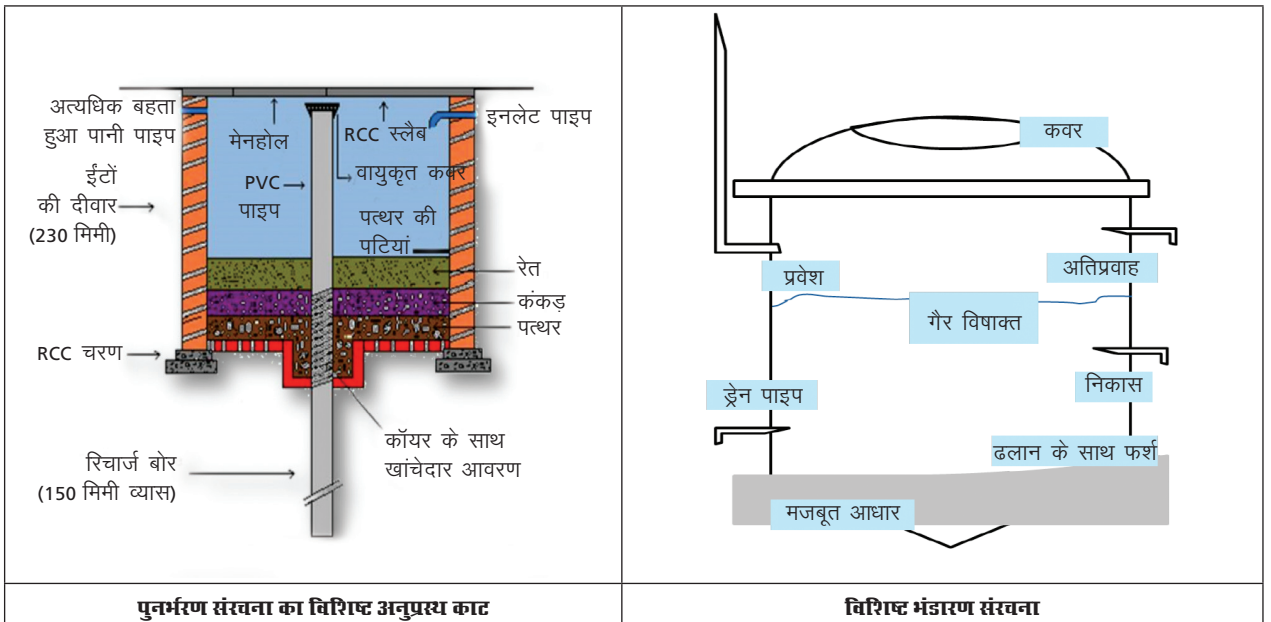 अत्यधिक बहता
हुआ पानी पाइप
मेनहोल
RCC स्लैब
इनलेट पाइप
ईंटों
की दीवार
(230 मिमी)
PVC
पाइप
वायुकृत कवर
पत्थर की
पटियां
रेत
कंकड़
पत्थर
RCC चरण
कॉयर के साथ
खांचेदार आवरण
रिचार्ज बोर
(150 मिमी व्यास)
पुनर्भरण संरचना का विशिष्ट अनुप्रस्थ काट
कवर
प्रवेश
अतिप्रवाह
गैर विषाक्त
ड्रेन पाइप
निकास
ढलान के साथ फर्श
मजबूत आधार
विशिष्ट भंडारण संरचना